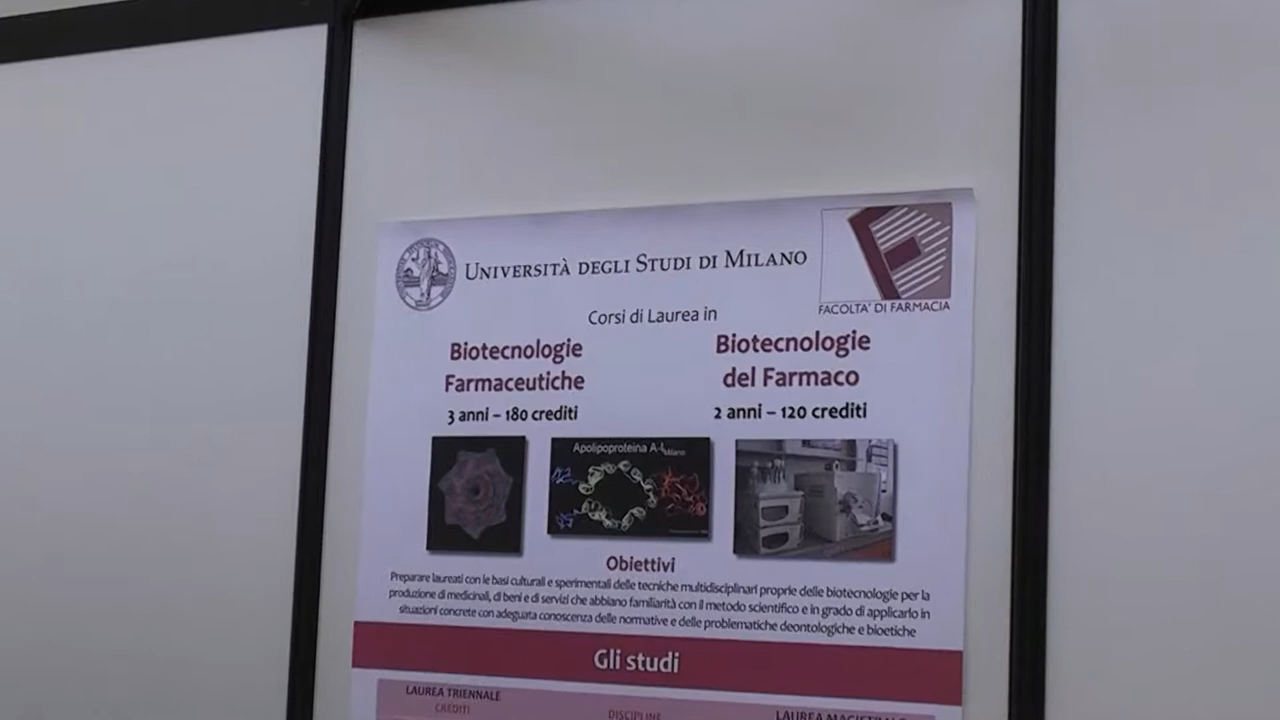 UNIVERSITÀ DEGLI STUDI DI MILANO
FACOLTA' DI FARMACIA
Corsi di Laurea in
Biotecnologie
Farmaceutiche
3 anni – 180 crediti
Biotecnologie
del Farmaco
2 anni – 120 crediti
Apolipoproteina A-I Milano
Obiettivi
Preparare laureati con le basi culturali e sperimentali delle tecniche multidisciplinari proprie delle biotecnologie per la
produzione di medicinali, di beni e di servizi che abbiano familiarità con il metodo scientifico e in grado di applicarlo in
situazioni concrete con adeguata conoscenza delle normative e delle problematiche deontologiche e bioetiche
Gli studi
LAUREA TRIENNALE
CREDITI
DISCIPLINE
LAUREA MAGISTRALE